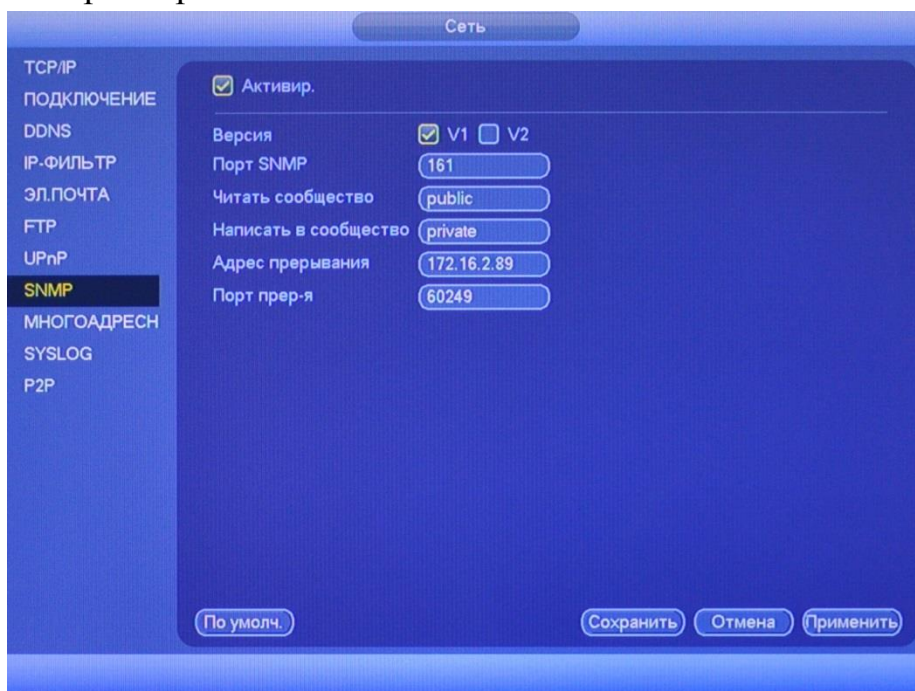 Сеть
TCP/IP
ПОДКЛЮЧЕНИЕ
DDNS
IP-ФИЛЬТР
ЭЛ.ПОЧТА
FTP
UPnP
SNMP
МНОГОАДРЕСН
SYSLOG
P2P
Активир.
Версия V1 V2
Порт SNMP 161
Читать сообщество public
Написать в сообщество private
Адрес прерывания 172.16.2.89
Порт прер-я 60249
По умолч. Сохранить Отмена Применить